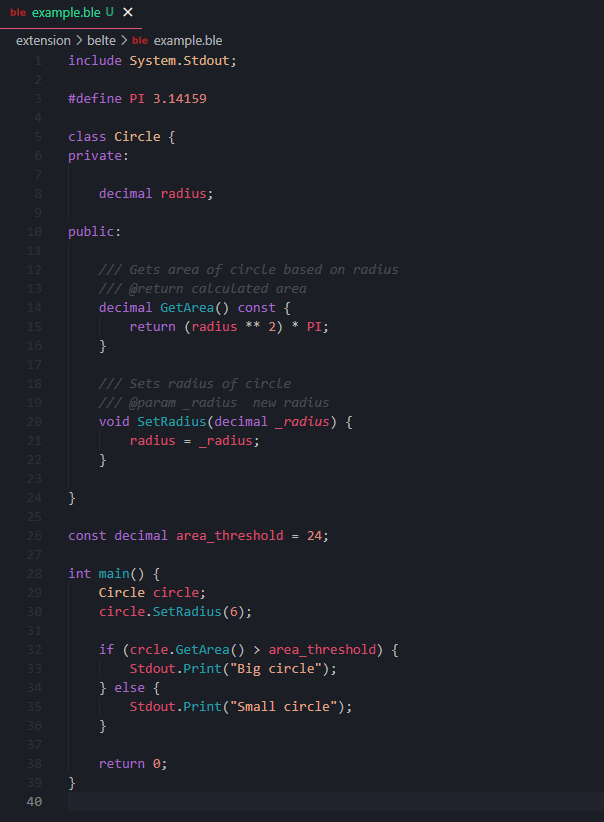 ble example.ble U ×
extension > belte > ble example.ble
1 include System.Stdout;
2
3 #define PI 3.14159
4
5 class Circle {
6 private:
7
8     decimal radius;
9
10 public:
11
12     /// Gets area of circle based on radius
13     /// @return calculated area
14     decimal GetArea() const {
15         return (radius ** 2) * PI;
16     }
17
18     /// Sets radius of circle
19     /// @param _radius  new radius
20     void SetRadius(decimal _radius) {
21         radius = _radius;
22     }
23
24 }
25
26 const decimal area_threshold = 24;
27
28 int main() {
29     Circle circle;
30     circle.SetRadius(6);
31
32     if (crcle.GetArea() > area_threshold) {
33         Stdout.Print("Big circle");
34     } else {
35         Stdout.Print("Small circle");
36     }
37
38     return 0;
39 }
40